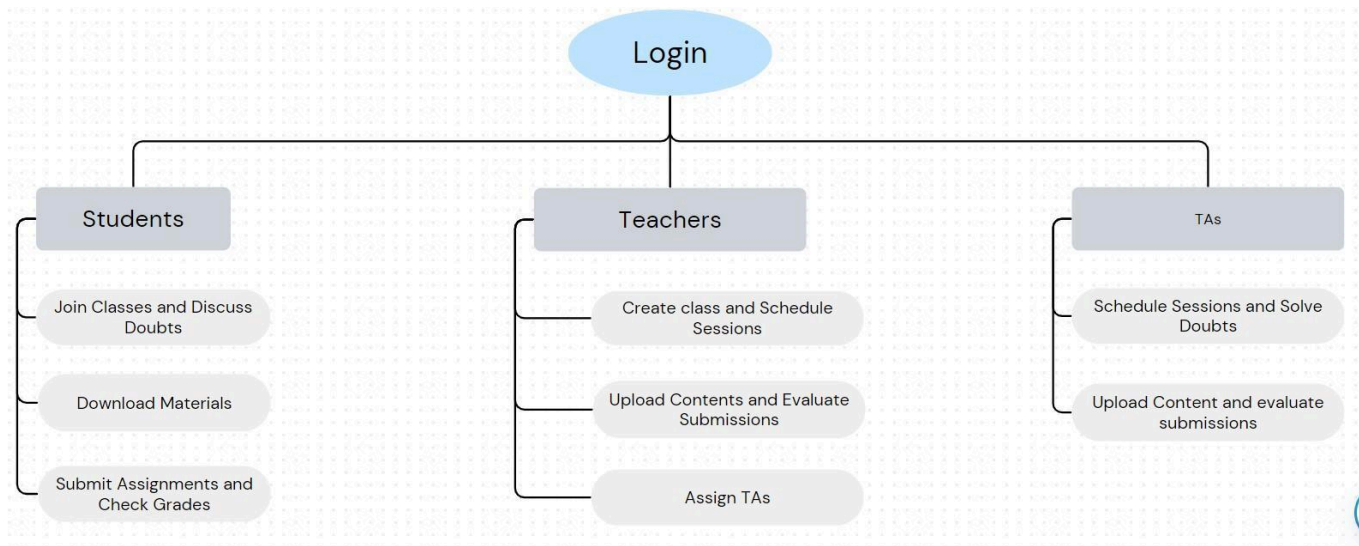 Login
Students
Teachers
TAs
Join Classes and Discuss
Doubts
Download Materials
Submit Assignments and
Check Grades
Create class and Schedule
Sessions
Upload Contents and Evaluate
Submissions
Assign TAs
Schedule Sessions and Solve
Doubts
Upload Content and evaluate
submissions